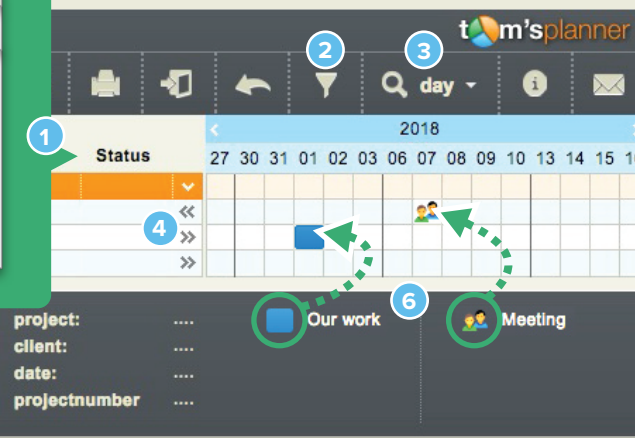 tom'splanner
2
3
day
i
1
2018
Status
27 30 31 01 02 03 06 07 08 09 10 13 14 15
4
6
project: ....
client: ....
date: ....
projectnumber ....
Our work
Meeting